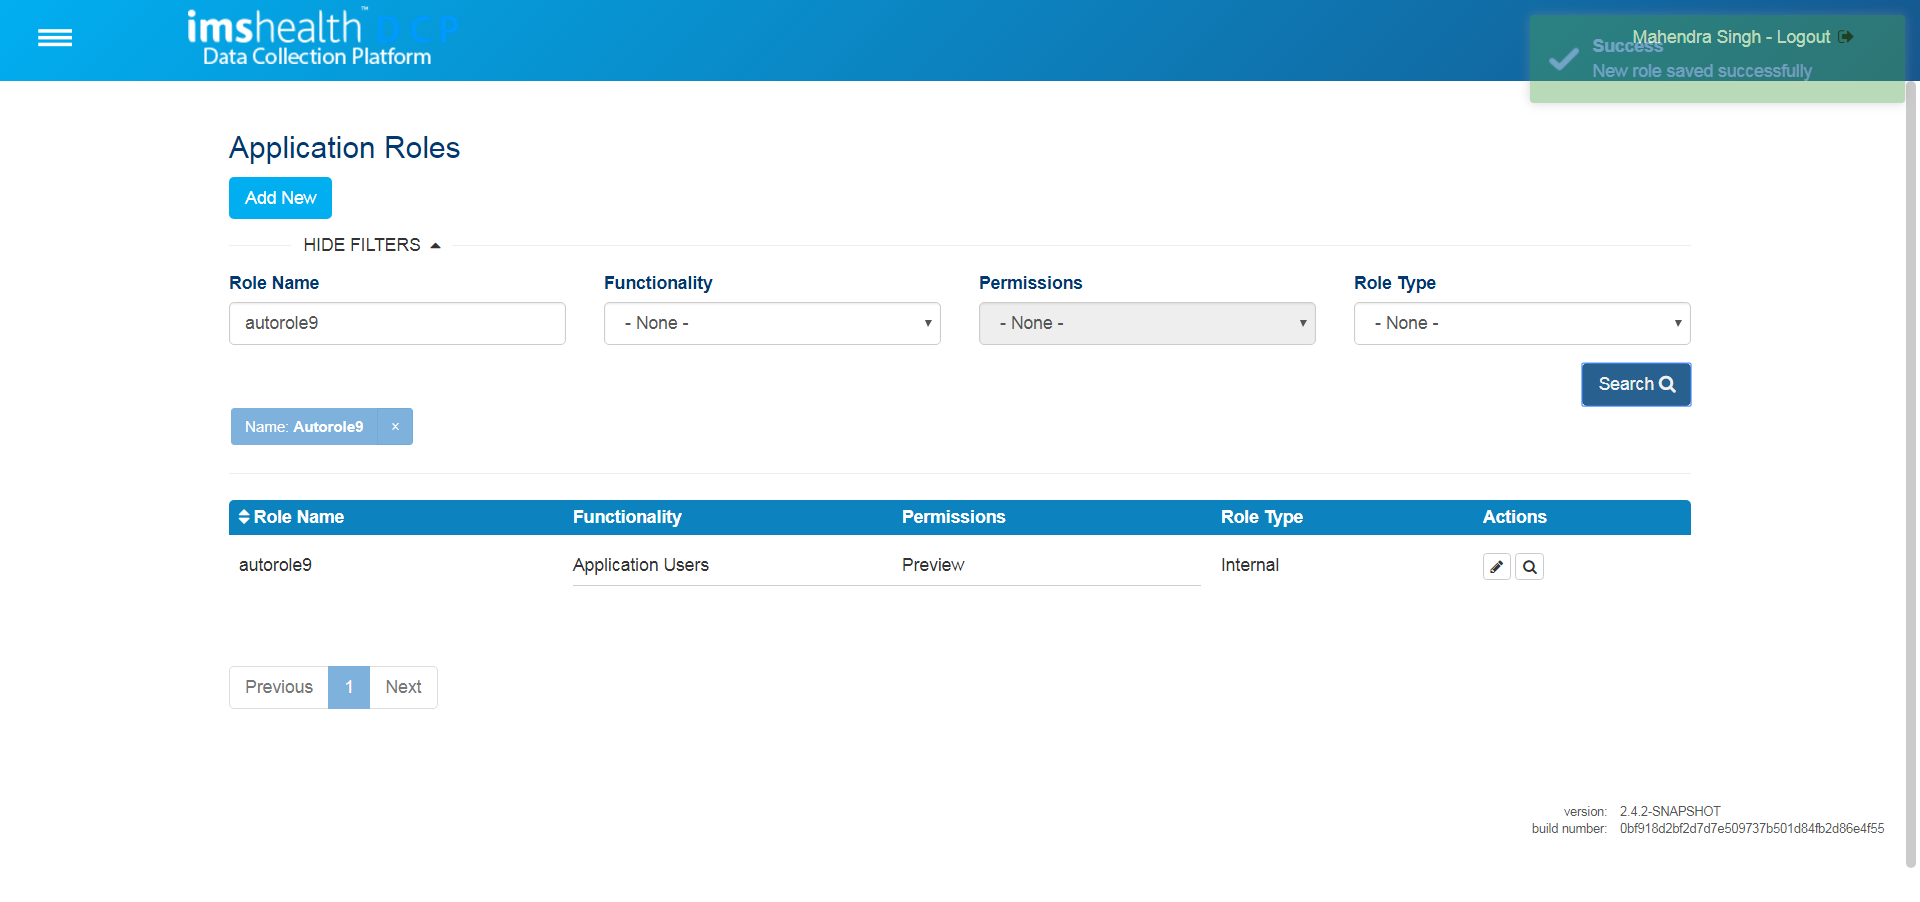 imshealth™ DCP
Data Collection Platform
Mahendra Singh - Logout
Success
New role saved successfully
Application Roles
Add New
HIDE FILTERS
Role Name Functionality Permissions Role Type
autorole9 - None - - None - - None -
Search
Name: Autorole9 ×
Role Name Functionality Permissions Role Type Actions
autorole9 Application Users Preview Internal
Previous 1 Next
version: 2.4.2-SNAPSHOT
build number: 0bf918d2bf2d7d7e509737b501d84fb2d86e4f55